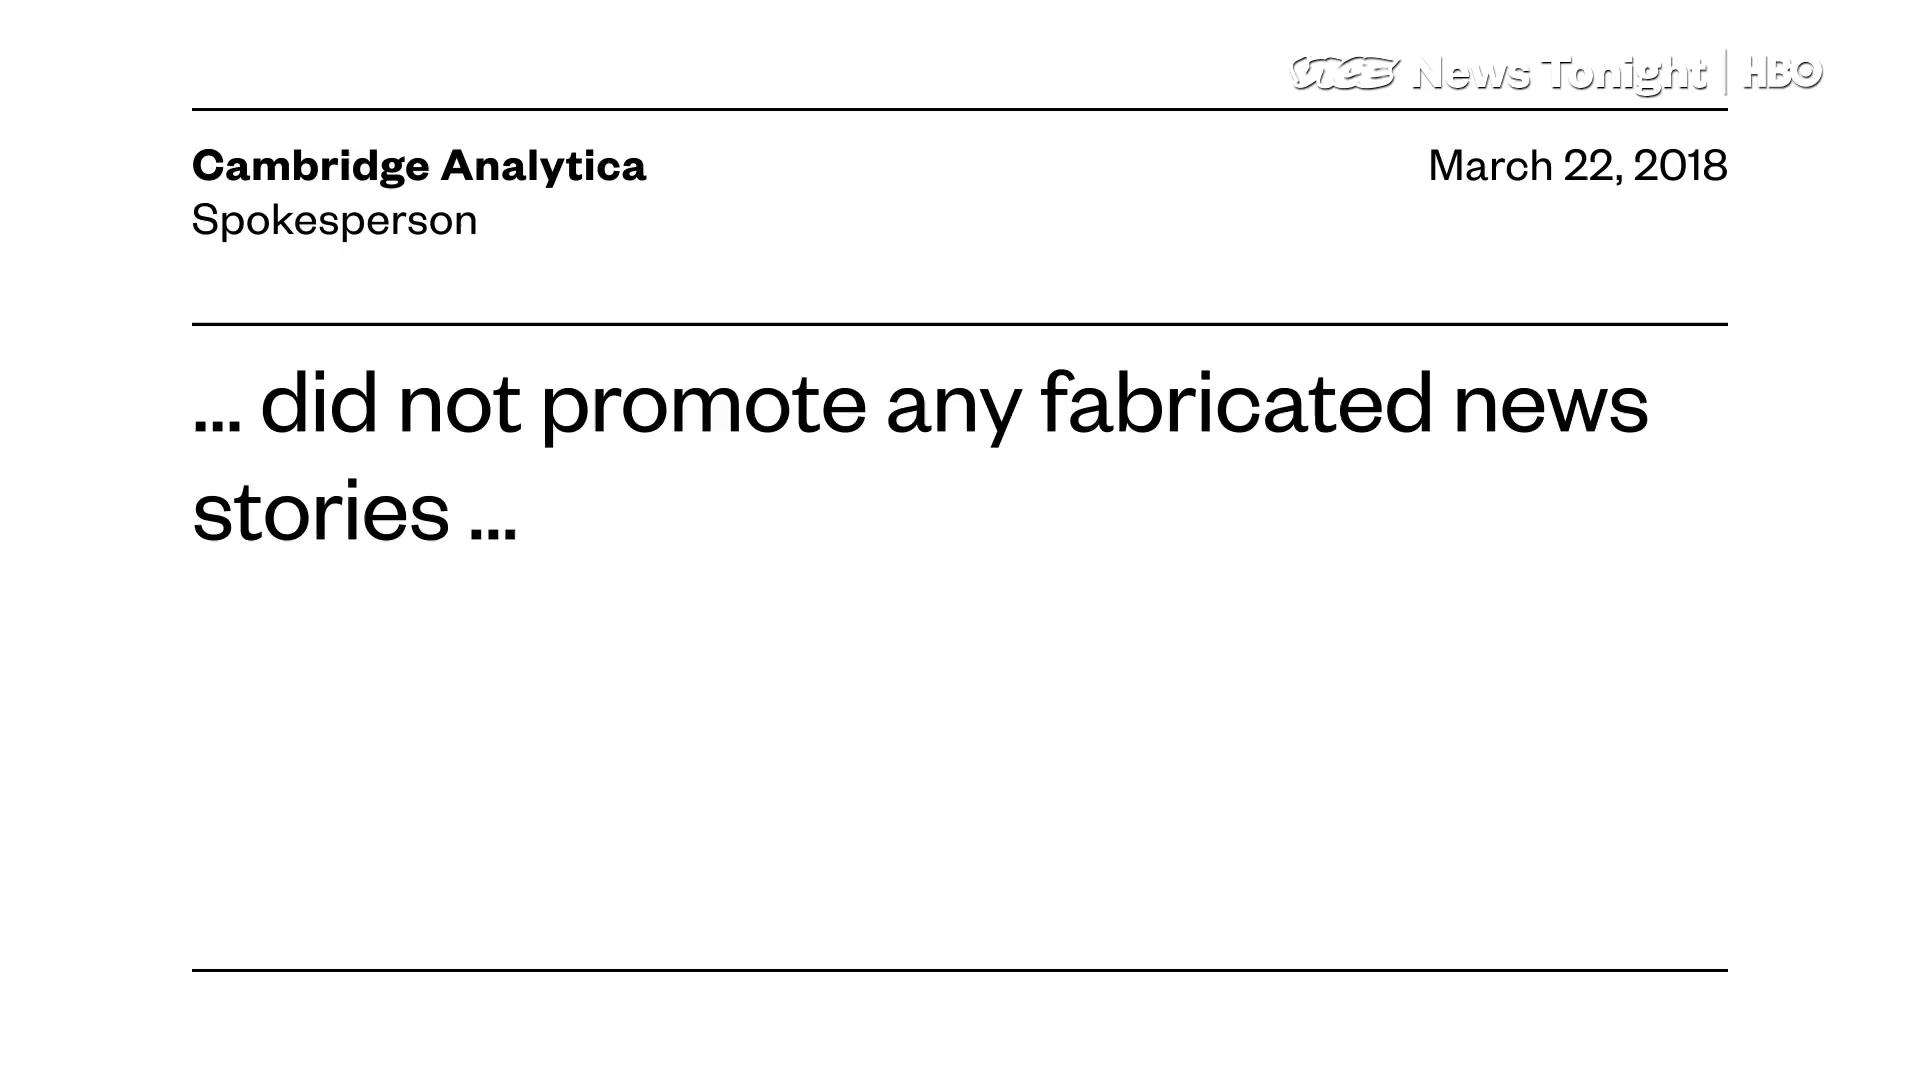 VICE News Tonight | HBO
Cambridge Analytica
March 22, 2018
Spokesperson
... did not promote any fabricated news
stories ...